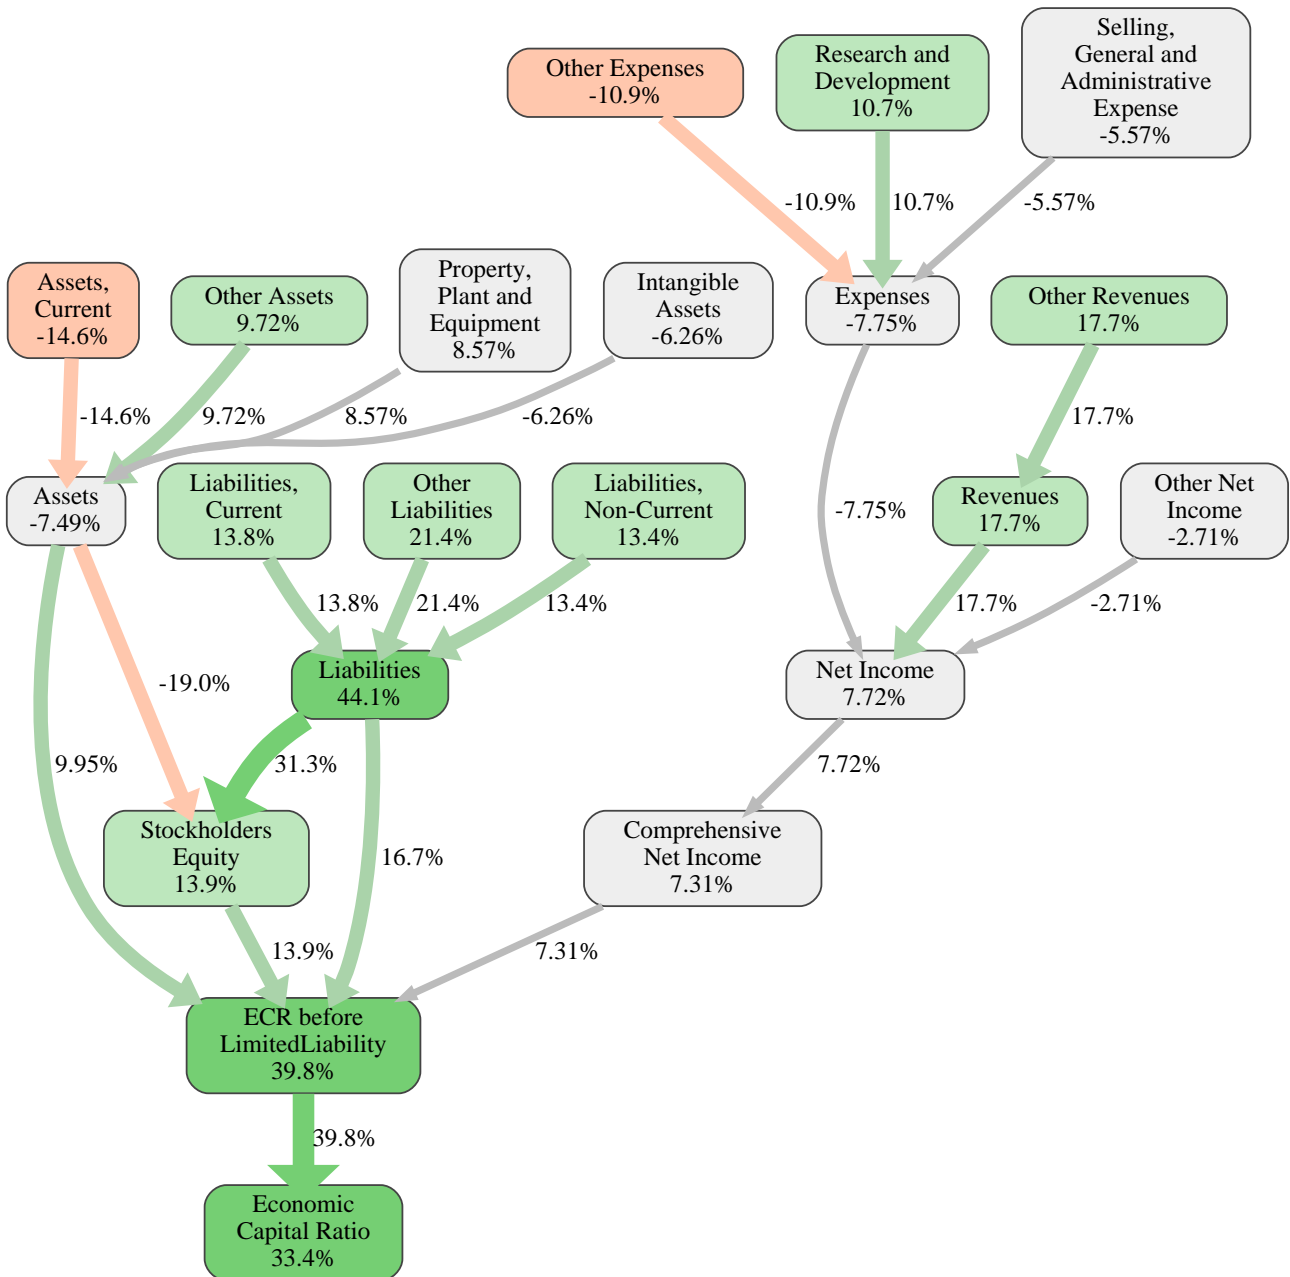 Selling,
General and
Administrative
Expense
-5.57%
Research and
Development
10.7%
Other Expenses
-10.9%
-10.9%
10.7%
-5.57%
Assets,
Current
-14.6%
Other Assets
9.72%
Property,
Plant and
Equipment
8.57%
Intangible
Assets
-6.26%
Expenses
-7.75%
Other Revenues
17.7%
-14.6%
9.72%
8.57%
-6.26%
17.7%
Assets
-7.49%
Liabilities,
Current
13.8%
Other
Liabilities
21.4%
Liabilities,
Non-Current
13.4%
-7.75%
Revenues
17.7%
Other Net
Income
-2.71%
13.8%
21.4%
13.4%
17.7%
-2.71%
-19.0%
Liabilities
44.1%
Net Income
7.72%
9.95%
31.3%
7.72%
Stockholders
Equity
13.9%
16.7%
Comprehensive
Net Income
7.31%
13.9%
7.31%
ECR before
LimitedLiability
39.8%
39.8%
Economic
Capital Ratio
33.4%